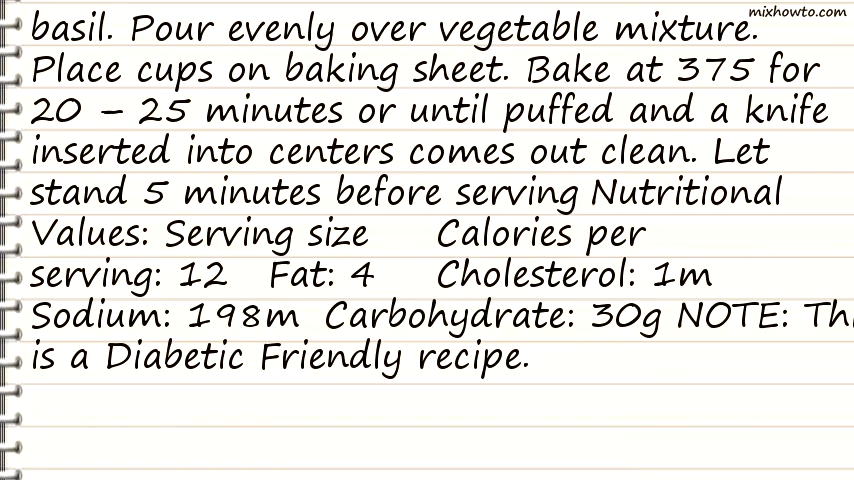 mixhowto.com
basil. Pour evenly over vegetable mixture.
Place cups on baking sheet. Bake at 375 for
20 – 25 minutes or until puffed and a knife
inserted into centers comes out clean. Let
stand 5 minutes before serving Nutritional
Values: Serving size Calories per
serving: 12 Fat: 4 Cholesterol: 1m
Sodium: 198m Carbohydrate: 30g NOTE:
is a Diabetic Friendly recipe.